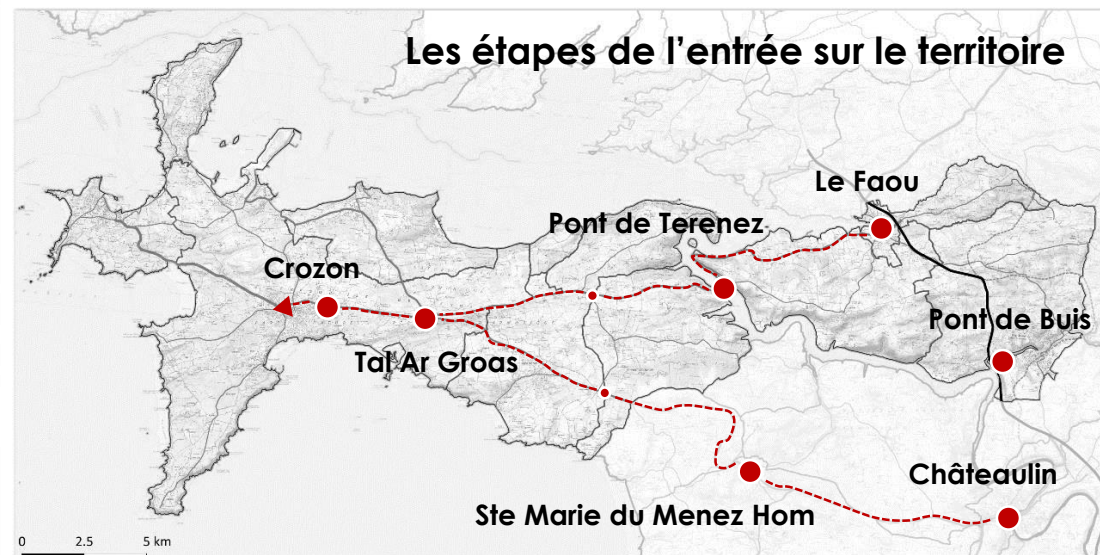 Les étapes de l’entrée sur le territoire
Le Faou
Pont de Terenez
Crozon
Pont de Buis
Tal Ar Groas
Châteaulin
Ste Marie du Menez Hom
0 2.5 5 km